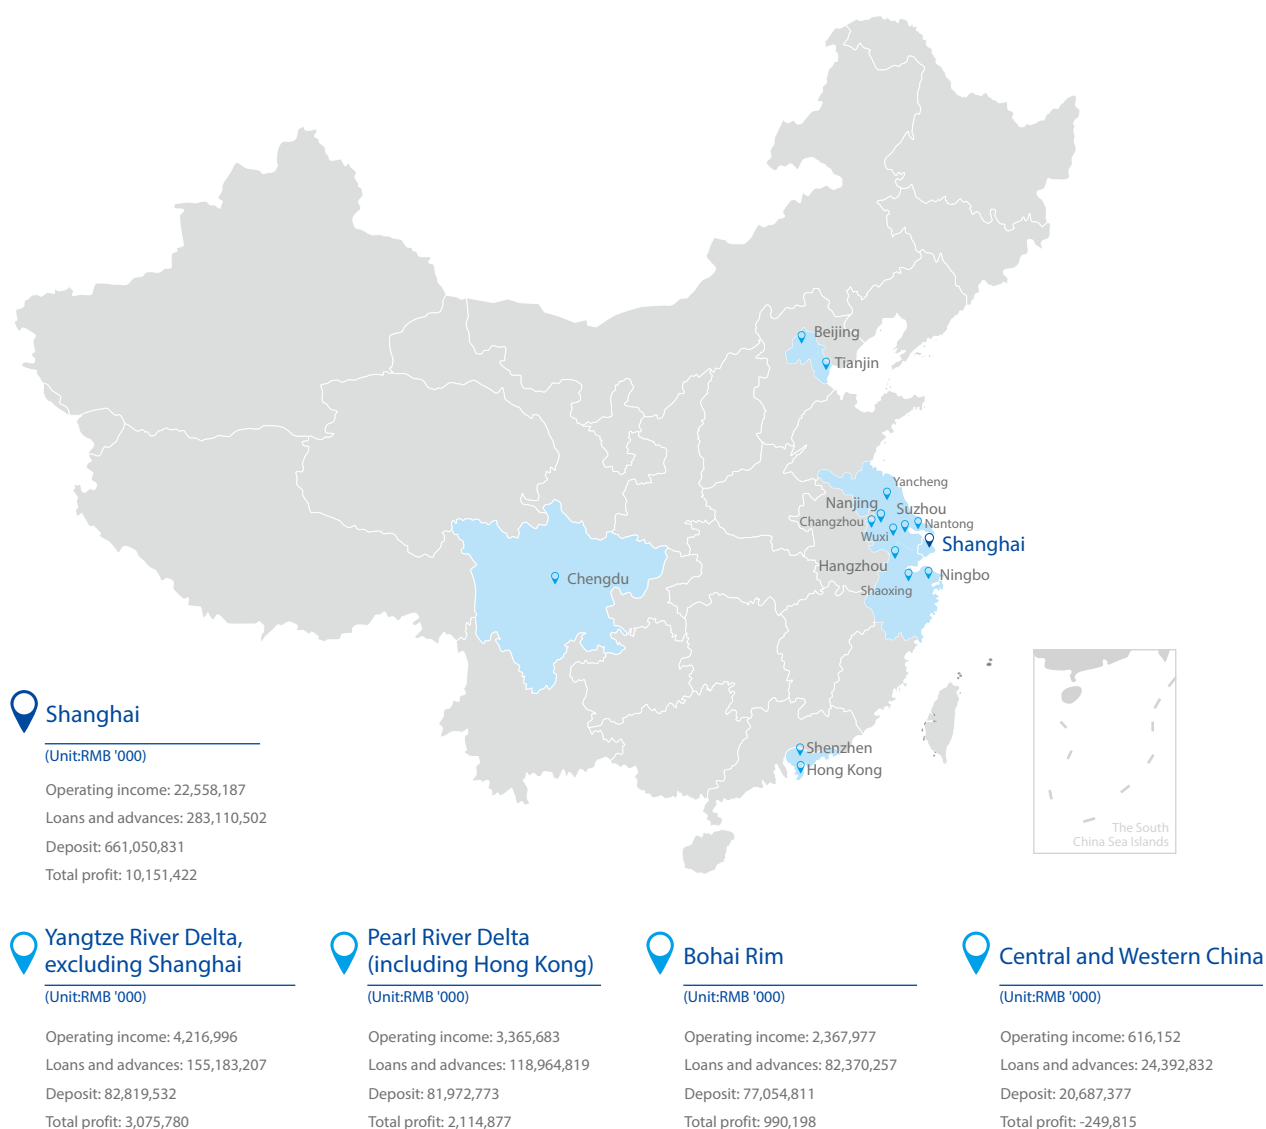 Beijing
Tianjin
Yancheng
Nanjing
Suzhou
Changzhou
Nantong
Wuxi
Shanghai
Hangzhou
Ningbo
Chengdu
Shaoxing
Shenzhen
Hong Kong
The South
China Sea Islands
Shanghai
(Unit:RMB '000)
Operating income: 22,558,187
Loans and advances: 283,110,502
Deposit: 661,050,831
Total profit: 10,151,422
Yangtze River Delta,
excluding Shanghai
(Unit:RMB '000)
Operating income: 4,216,996
Loans and advances: 155,183,207
Deposit: 82,819,532
Total profit: 3,075,780
Pearl River Delta
(including Hong Kong)
(Unit:RMB '000)
Operating income: 3,365,683
Loans and advances: 118,964,819
Deposit: 81,972,773
Total profit: 2,114,877
Bohai Rim
(Unit:RMB '000)
Operating income: 2,367,977
Loans and advances: 82,370,257
Deposit: 77,054,811
Total profit: 990,198
Central and Western China
(Unit:RMB '000)
Operating income: 616,152
Loans and advances: 24,392,832
Deposit: 20,687,377
Total profit: -249,815